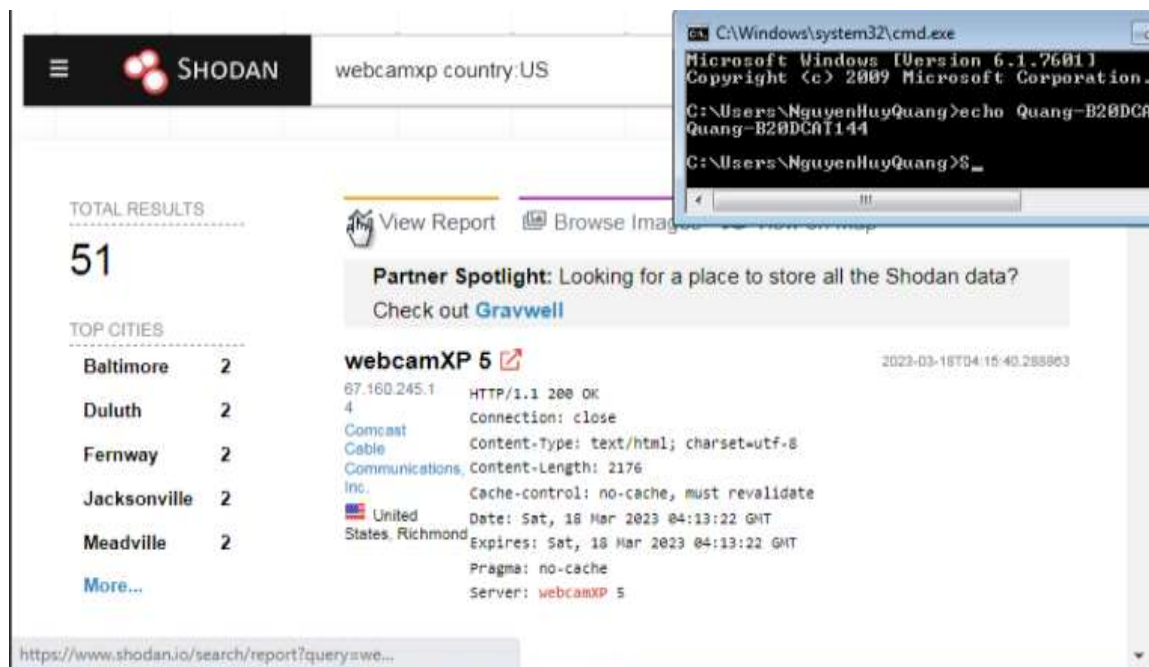 SHODAN
webcamxp country:US
C:\Windows\system32\cmd.exe
Microsoft Windows [Version 6.1.7601]
Copyright (c) 2009 Microsoft Corporation.
C:\Users\NguyenHuyQuang>echo Quang-B20DCA
Quang-B20DCAT144
C:\Users\NguyenHuyQuang>S_
TOTAL RESULTS
51
TOP CITIES
Baltimore 2
Duluth 2
Fernway 2
Jacksonville 2
Meadville 2
More...
View Report
Browse Images
View on Map
Partner Spotlight: Looking for a place to store all the Shodan data?
Check out Gravwell
webcamXP 5
2023-03-18T04:15:40.288863
67.160.245.1
4
Comcast
Cable
Communications,
Inc.
United
States, Richmond
HTTP/1.1 200 OK
Connection: close
Content-Type: text/html; charset=utf-8
Content-Length: 2176
Cache-control: no-cache, must revalidate
Date: Sat, 18 Mar 2023 04:13:22 GMT
Expires: Sat, 18 Mar 2023 04:13:22 GMT
Pragma: no-cache
Server: webcamXP 5
https://www.shodan.io/search/report?query=we...